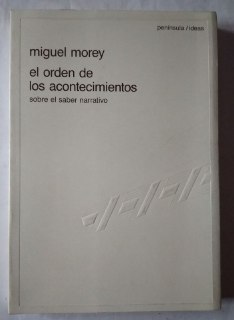 península / ideas
miguel morey
el orden de
los acontecimientos
sobre el saber narrativo